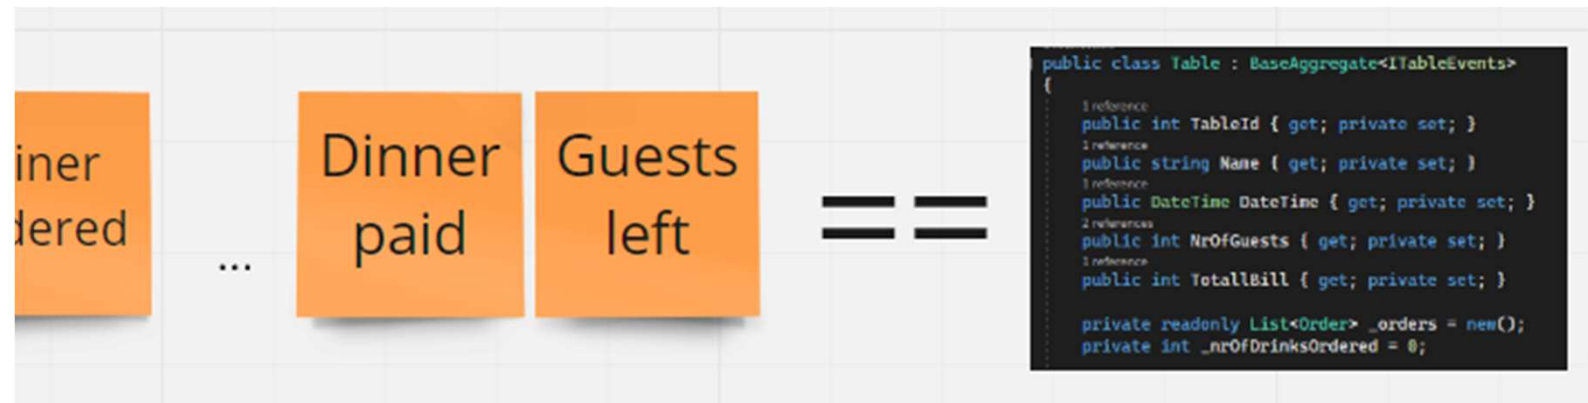 iner
dered
...
Dinner
paid
Guests
left
==
public class Table : BaseAggregate<ITableEvents>
{
1 reference
public int TableId { get; private set; }
1 reference
public string Name { get; private set; }
1 reference
public DateTime DateTime { get; private set; }
2 references
public int NrOfGuests { get; private set; }
1 reference
public int TotallBill { get; private set; }
private readonly List<Order> _orders = new();
private int _nrOfDrinksOrdered = 0;